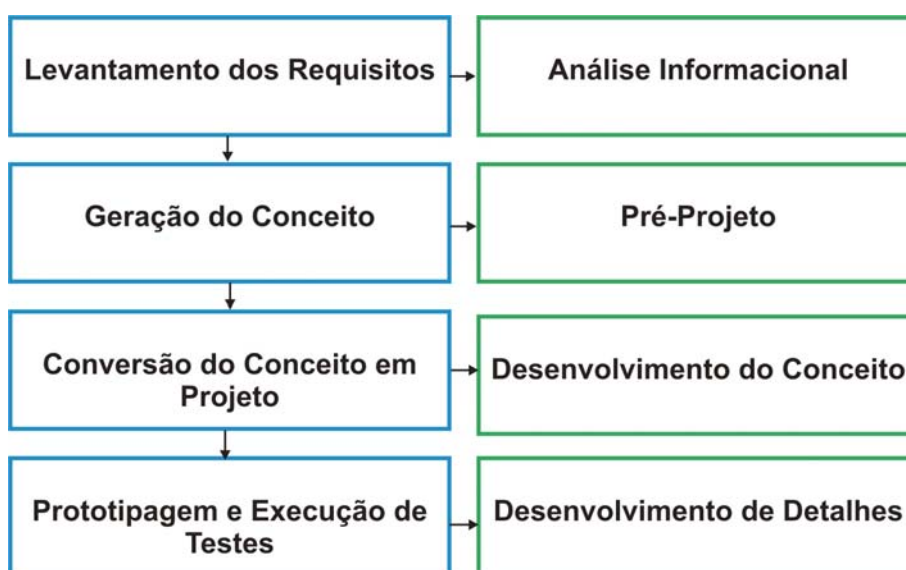 Levantamento dos Requisitos
Análise Informacional
Geração do Conceito
Pré-Projeto
Conversão do Conceito em
Projeto
Desenvolvimento do Conceito
Prototipagem e Execução de
Testes
Desenvolvimento de Detalhes